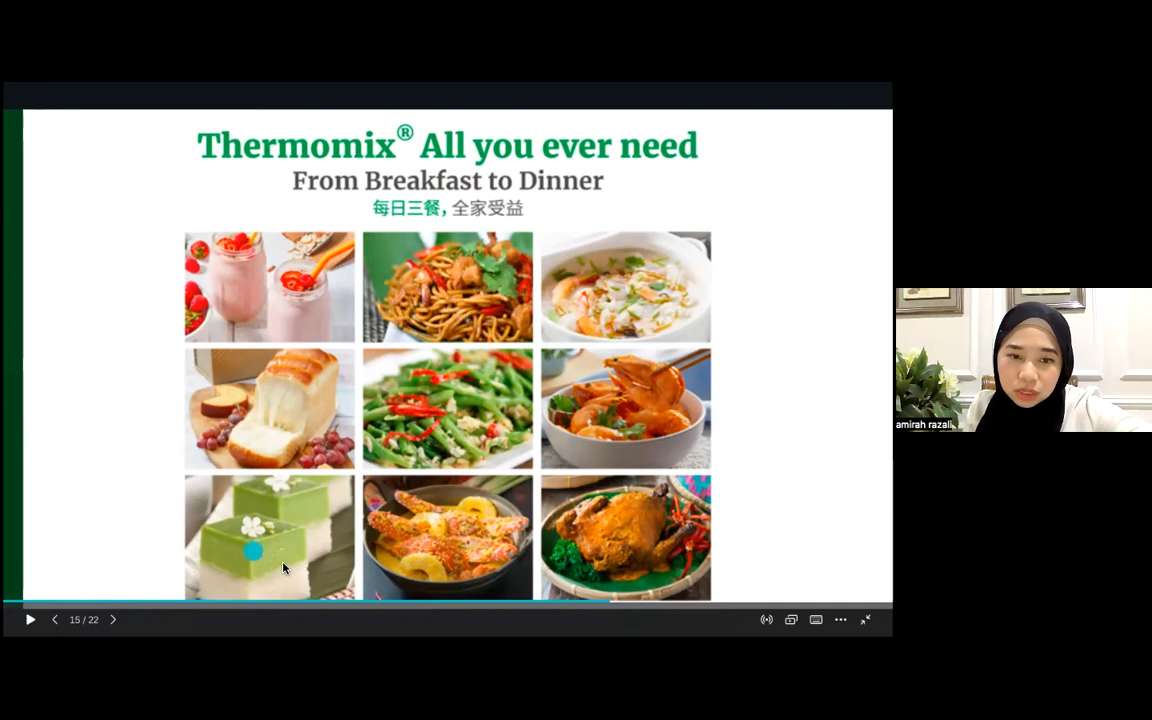 Thermomix® All you ever need
From Breakfast to Dinner
每日三餐, 全家受益
amirah razali
15 / 22